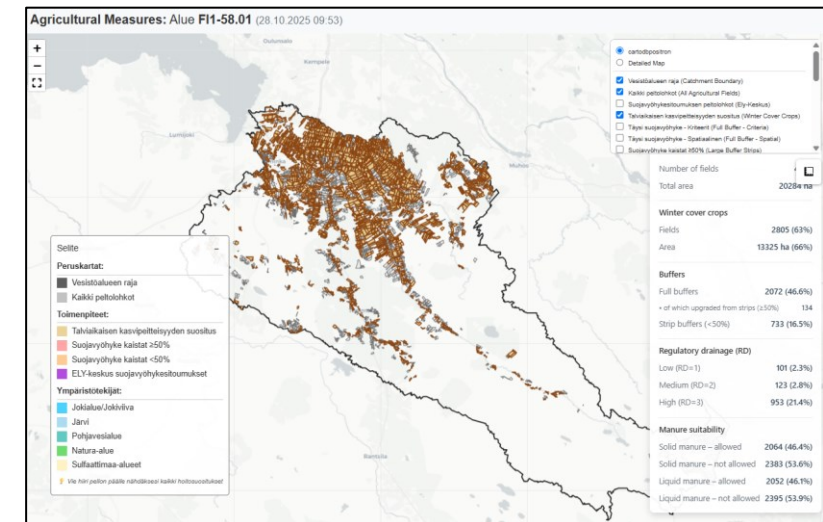 Agricultural Measures: Alue FI1-58.01 (28.10.2025 09:53)
+
−
Oulunsalo
Kempele
Lumijoki
Muhos
Rantsila
cartodbpositron
Detailed Map
Vesistöalueen raja (Catchment Boundary)
Kaikki peltolohkot (All Agricultural Fields)
Suojavyöhykesitoumuksen peltolohkot (Ely-Keskus)
Talviaikaisen kasvipeitteisyyden suositus (Winter Cover Crops)
Täysi suojavyöhyke - Kriteerit (Full Buffer - Criteria)
Täysi suojavyöhyke - Spatiaalinen (Full Buffer - Spatial)
Suojavyöhyke kaistat ≥50% (Large Buffer Strips)
Number of fields
Total area 20284 ha
Winter cover crops
Fields 2805 (63%)
Area 13325 ha (66%)
Buffers
Full buffers 2072 (46.6%)
• of which upgraded from strips (≥50%) 134
Strip buffers (<50%) 733 (16.5%)
Regulatory drainage (RD)
Low (RD=1) 101 (2.3%)
Medium (RD=2) 123 (2.8%)
High (RD=3) 953 (21.4%)
Manure suitability
Solid manure – allowed 2064 (46.4%)
Solid manure – not allowed 2383 (53.6%)
Liquid manure – allowed 2052 (46.1%)
Liquid manure – not allowed 2395 (53.9%)
Selite −
Peruskartat:
Vesistöalueen raja
Kaikki peltolohkot
Toimenpiteet:
Talviaikaisen kasvipeitteisyyden suositus
Suojavyöhyke kaistat ≥50%
Suojavyöhyke kaistat <50%
ELY-keskus suojavyöhykesitoumukset
Ympäristötekijät:
Jokialue/Jokiviiva
Järvi
Pohjavesialue
Natura-alue
Sulfaattimaa-alueet
Vie hiiri pellon päälle nähdäksesi kaikki hoitosuositukset